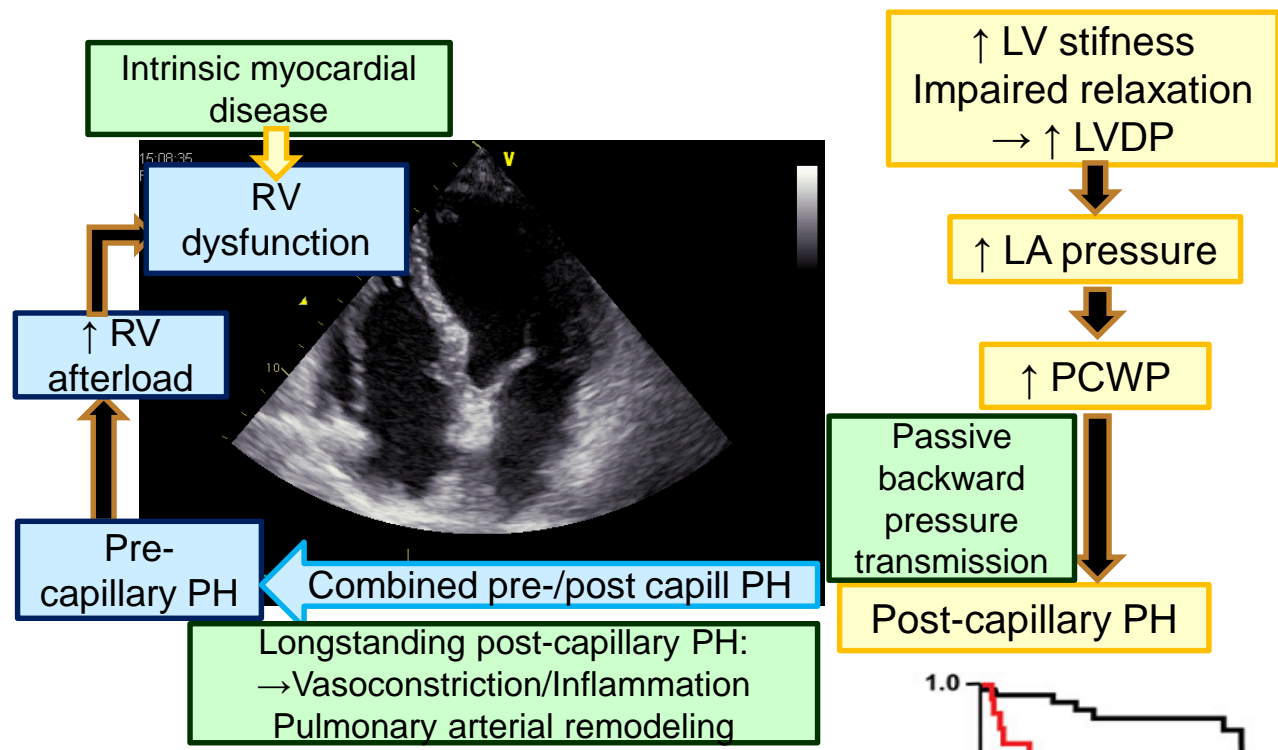 Intrinsic myocardial
disease
15:08:35
V
RV
dysfunction
↑ RV
afterload
10
Pre-
capillary PH
Combined pre-/post capill PH
Longstanding post-capillary PH:
→Vasoconstriction/Inflammation
Pulmonary arterial remodeling
↑ LV stifness
Impaired relaxation
→ ↑ LVDP
↑ LA pressure
↑ PCWP
Passive
backward
pressure
transmission
Post-capillary PH
1.0